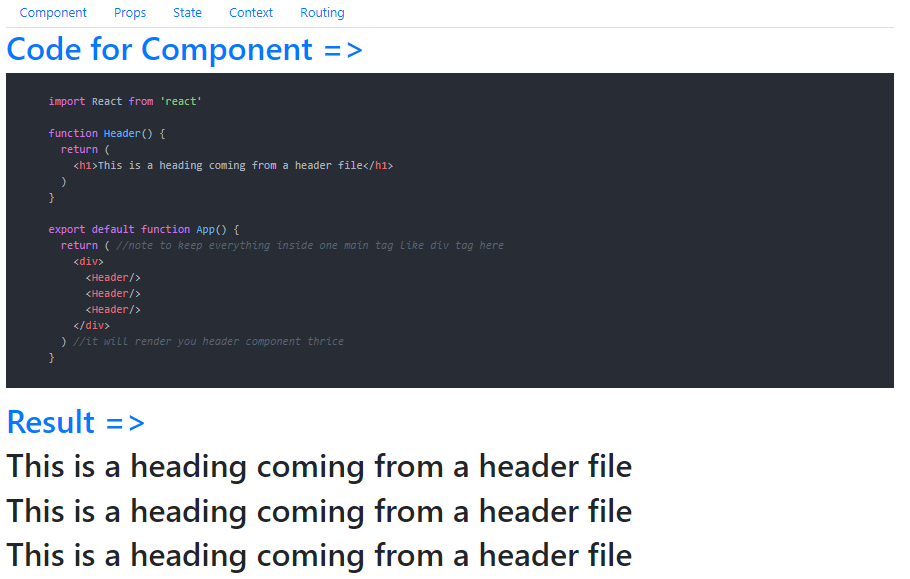 Component Props State Context Routing
Code for Component =>
import React from 'react'
function Header() {
return (
<h1>This is a heading coming from a header file</h1>
)
}
export default function App() {
return ( //note to keep everything inside one main tag like div tag here
<div>
<Header/>
<Header/>
<Header/>
</div>
) //it will render you header component thrice
}
Result =>
This is a heading coming from a header file
This is a heading coming from a header file
This is a heading coming from a header file